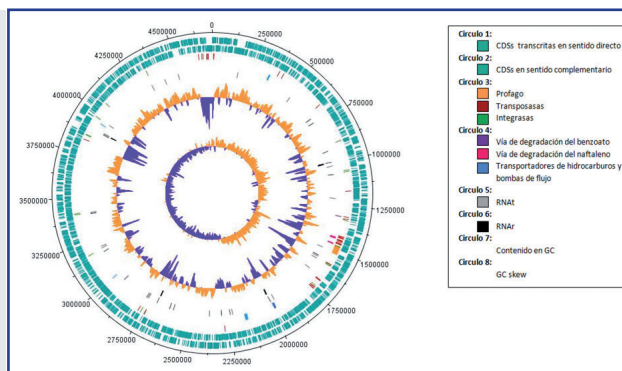 0
250000
500000
750000
1000000
1250000
1500000
1750000
2000000
2250000
2500000
2750000
3000000
3250000
3500000
3750000
4000000
4250000
4500000
Círculo 1:
CDSs transcritas en sentido directo
Círculo 2:
CDSs en sentido complementario
Círculo 3:
Profago
Transposasas
Integrasas
Círculo 4:
Vía de degradación del benzoato
Vía de degradación del naftaleno
Transportadores de hidrocarburos y
bombas de flujo
Círculo 5:
RNAt
Círculo 6:
RNAr
Círculo 7:
Contenido en GC
Círculo 8:
GC skew